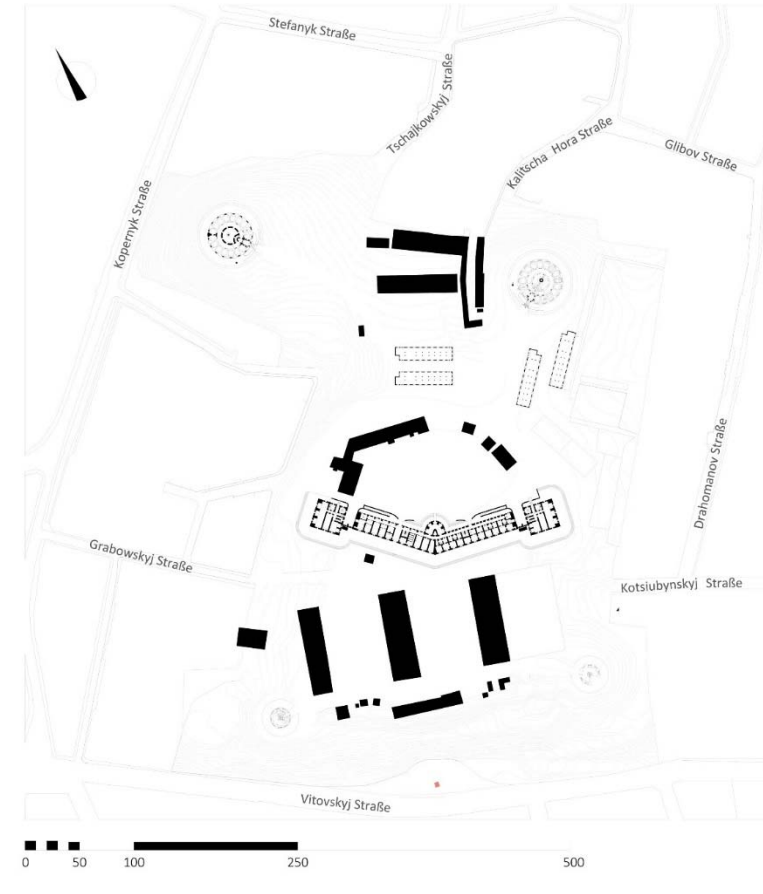 Stefanyk Straße
Tschajkowskyj Straße
Kalitscha Hora Straße
Glibov Straße
Kopernyk Straße
Drahomanov Straße
Grabowskyj Straße
Kotsiubynskyj Straße
Vitovskyj Straße
0 50 100 250 500